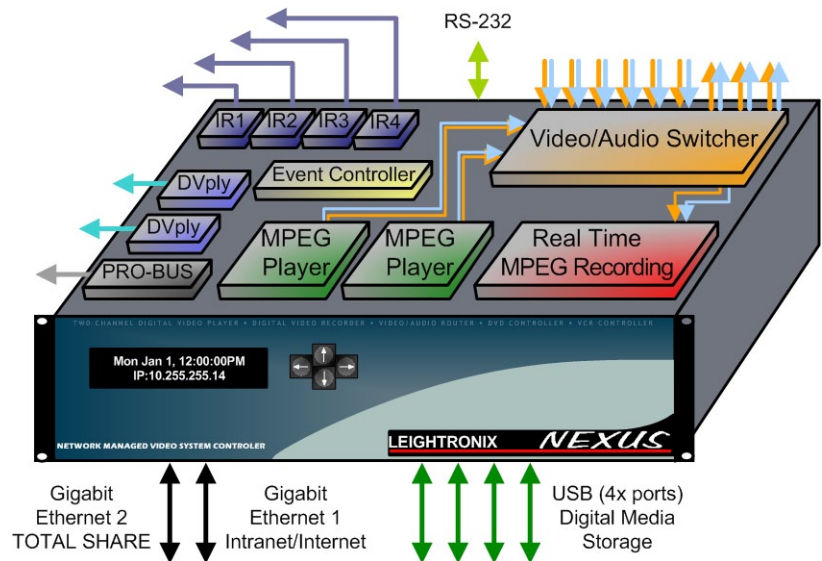 RS-232
IR1
IR2
IR3
IR4
Video/Audio Switcher
Event Controller
DVply
DVply
MPEG
Player
MPEG
Player
Real Time
MPEG Recording
PRO-BUS
TWO-CHANNEL DIGITAL VIDEO PLAYER • DIGITAL VIDEO RECORDER • VIDEO/AUDIO ROUTER • DVD CONTROLLER • VCR CONTROLLER
Mon Jan 1, 12:00:00PM
IP:10.255.255.14
NETWORK MANAGED VIDEO SYSTEM CONTROLER
LEIGHTRONIX NEXUS
Gigabit
Ethernet 2
TOTAL SHARE
Gigabit
Ethernet 1
Intranet/Internet
USB (4x ports)
Digital Media
Storage